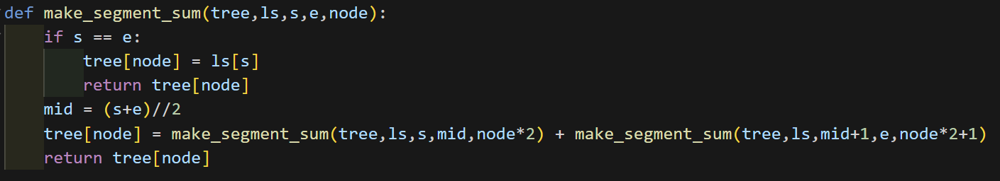 def make_segment_sum(tree,ls,s,e,node):
    if s == e:
        tree[node] = ls[s]
        return tree[node]
    mid = (s+e)//2
    tree[node] = make_segment_sum(tree,ls,s,mid,node*2) + make_segment_sum(tree,ls,mid+1,e,node*2+1)
    return tree[node]